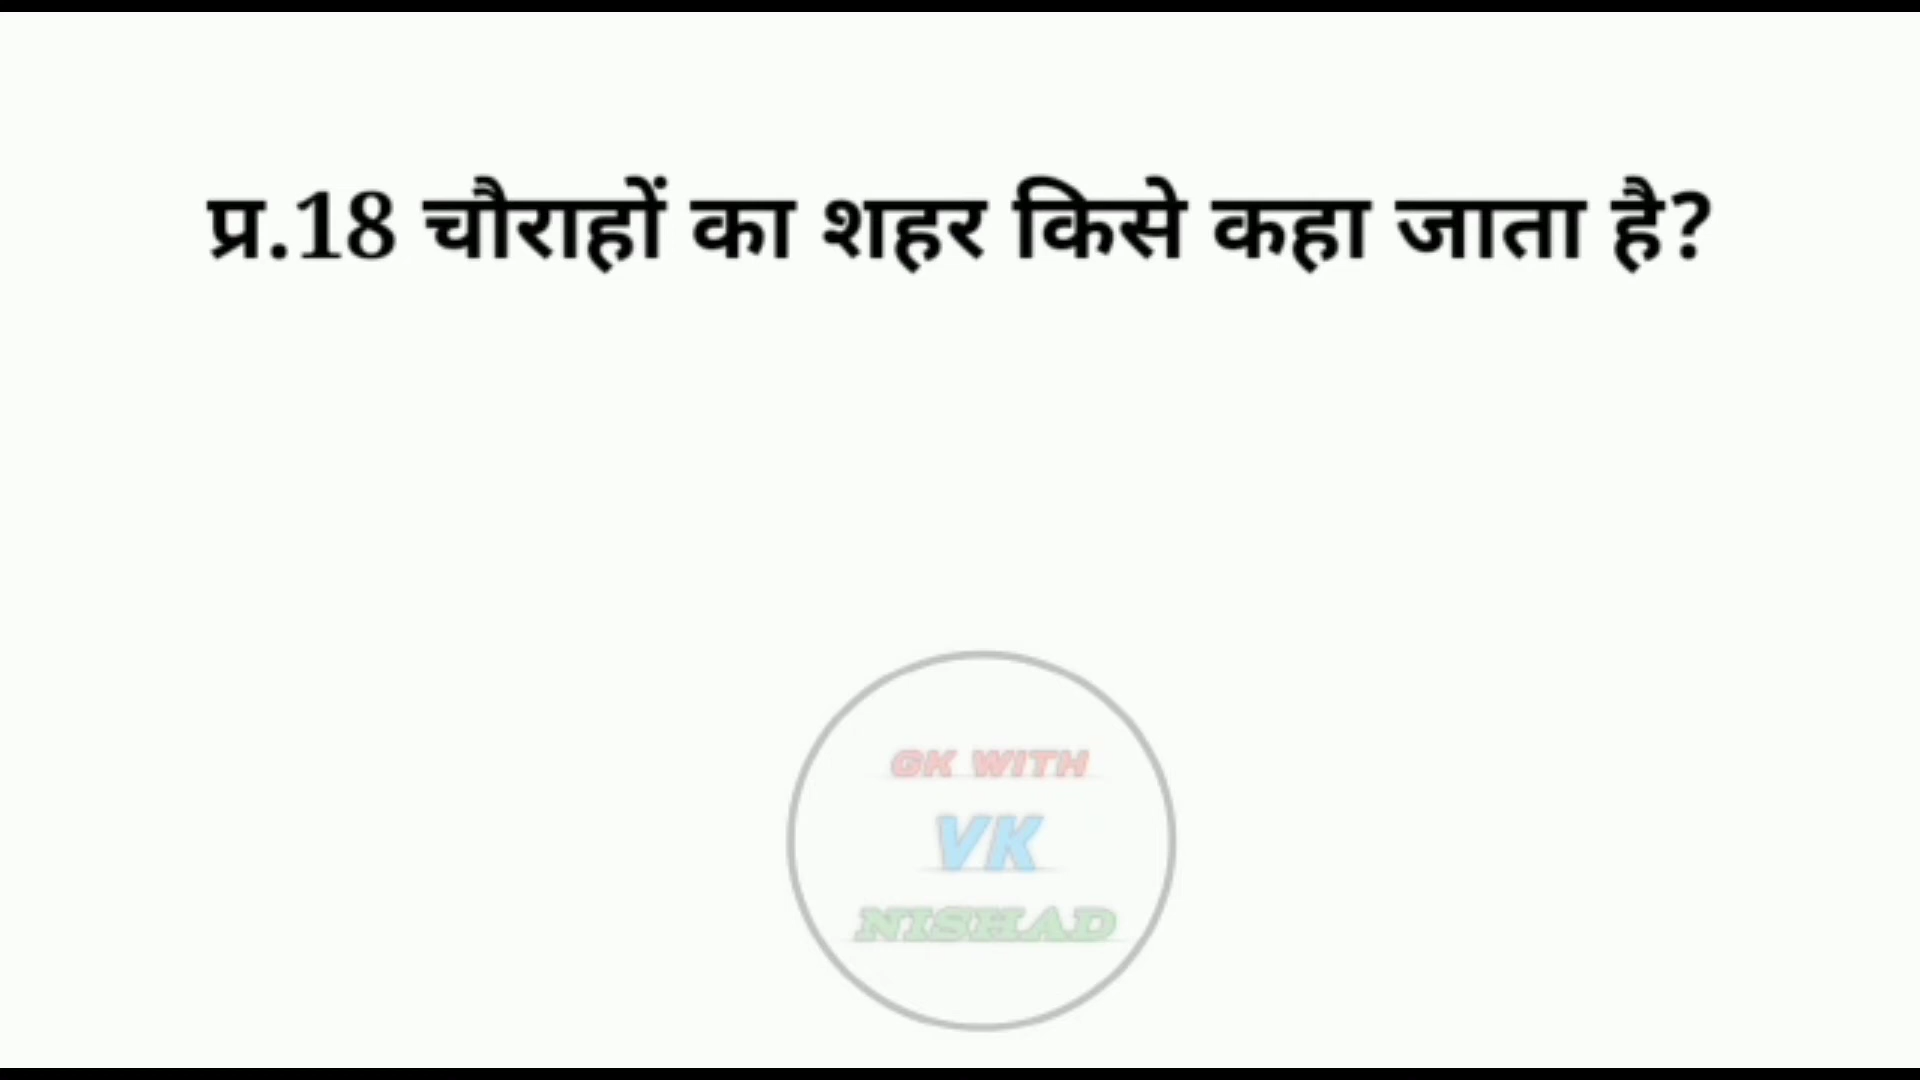 प्र.18 चौराहों का शहर किसे कहा जाता है?
GK WITH
VK
NISHAD